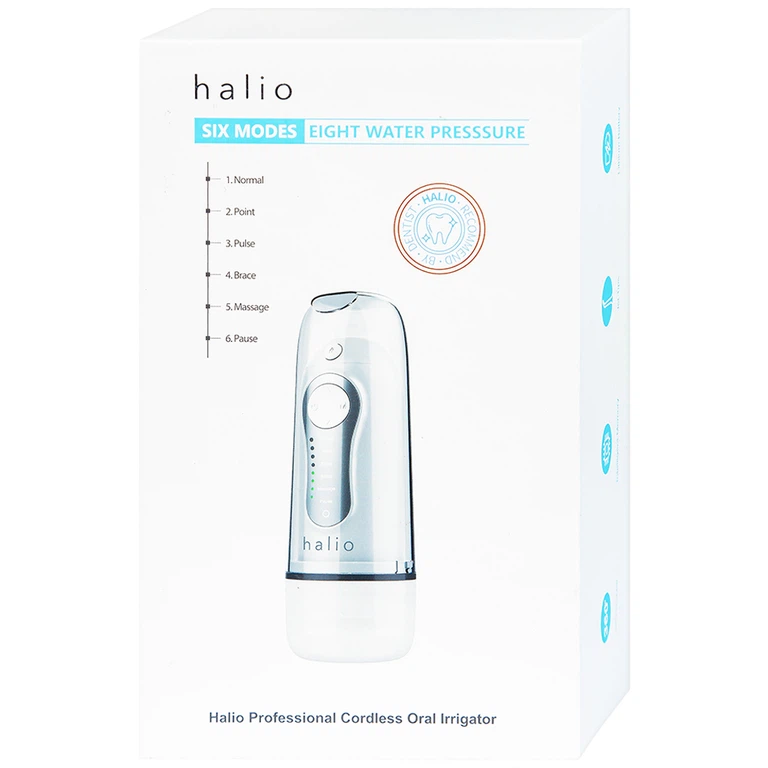 halio
SIX MODES EIGHT WATER PRESSSURE
1. Normal
2. Point
3. Pulse
4. Brace
5. Massage
6. Pause
HALIO · RECOMMEND · BY · DENTIST
halio
Halio Professional Cordless Oral Irrigator